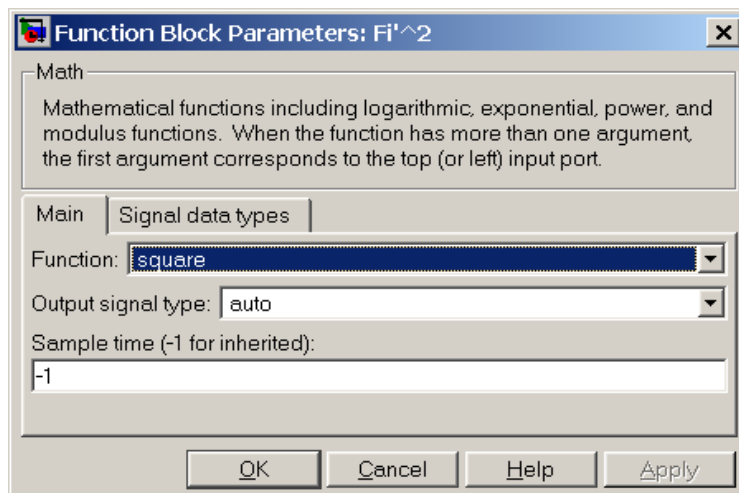 Function Block Parameters: Fi'^2
Math
Mathematical functions including logarithmic, exponential, power, and
modulus functions. When the function has more than one argument,
the first argument corresponds to the top (or left) input port.
Main Signal data types
Function: square
Output signal type: auto
Sample time (-1 for inherited):
-1
OK Cancel Help Apply